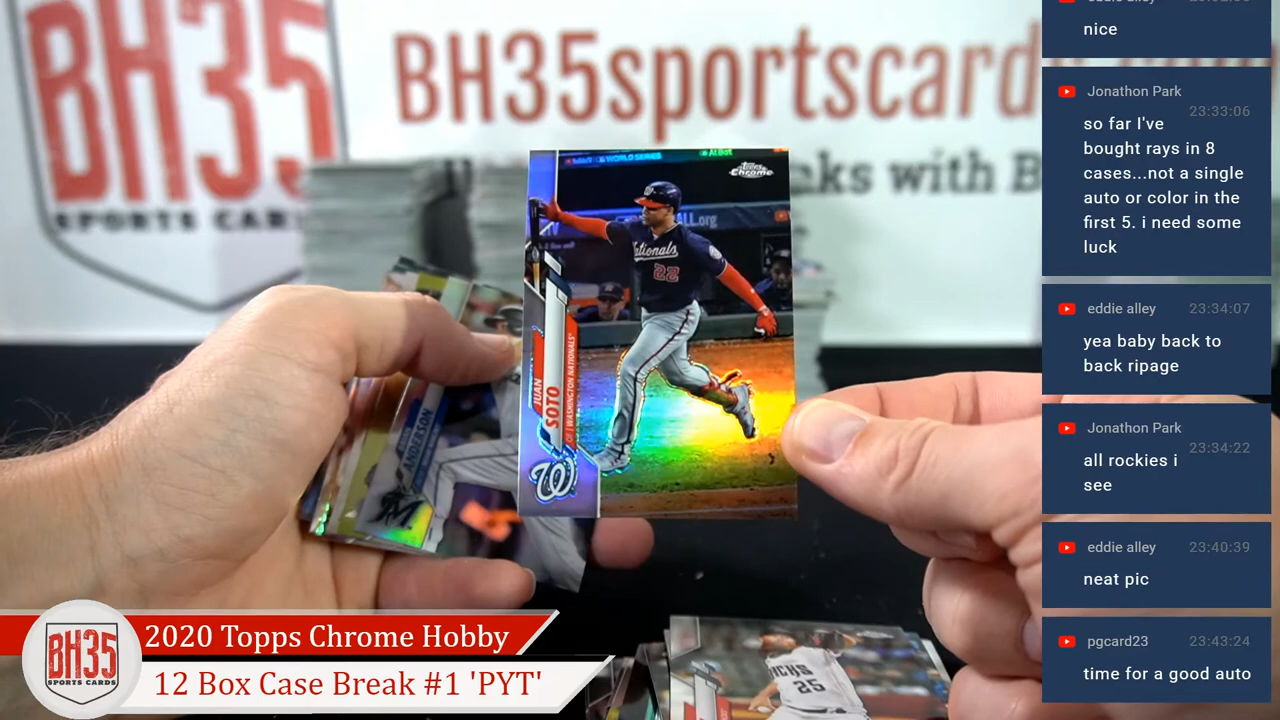 BH35
SPORTS CARDS
BH35sportscard
nks with B
WORLD SERIES
Topps
Chrome
.org
Nationals
22
JUAN
SOTO
WASHINGTON NATIONALS
W
ANDERSON
M
25
BH35
SPORTS CARDS
2020 Topps Chrome Hobby
12 Box Case Break #1 'PYT'
nice
Jonathon Park
23:33:06
so far I've
bought rays in 8
cases...not a single
auto or color in the
first 5. i need some
luck
eddie alley 23:34:07
yea baby back to
back ripage
Jonathon Park
23:34:22
all rockies i
see
eddie alley 23:40:39
neat pic
pgcard23 23:43:24
time for a good auto